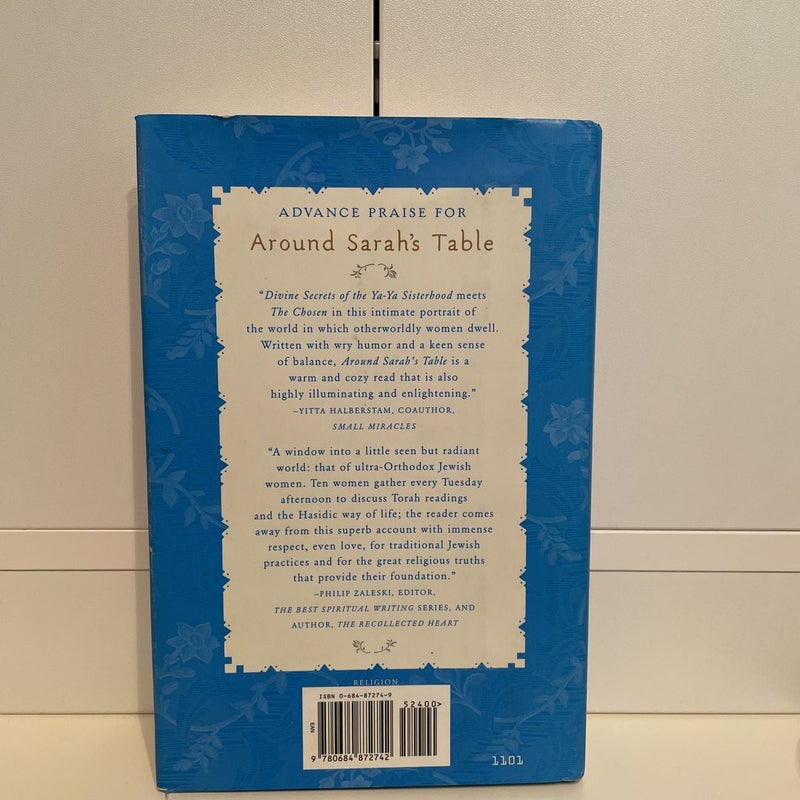 ADVANCE PRAISE FOR
Around Sarah's Table
“Divine Secrets of the Ya-Ya Sisterhood meets
The Chosen in this intimate portrait of
the world in which otherworldly women dwell.
Written with wry humor and a keen sense
of balance, Around Sarah's Table is a
warm and cozy read that is also
highly illuminating and enlightening.”
–YITTA HALBERSTAM, COAUTHOR,
SMALL MIRACLES
“A window into a little seen but radiant
world: that of ultra-Orthodox Jewish
women. Ten women gather every Tuesday
afternoon to discuss Torah readings
and the Hasidic way of life; the reader comes
away from this superb account with immense
respect, even love, for traditional Jewish
practices and for the great religious truths
that provide their foundation.”
–PHILIP ZALESKI, EDITOR,
THE BEST SPIRITUAL WRITING SERIES, AND
AUTHOR, THE RECOLLECTED HEART
RELIGION
ISBN 0-684-87274-9
52400>
EAN
9 780684 872742
1101